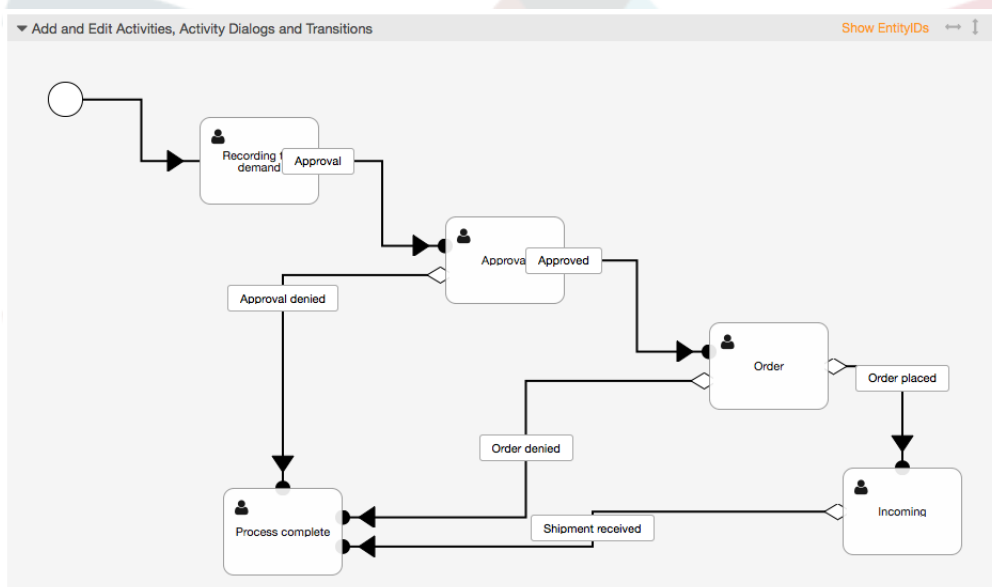 Add and Edit Activities, Activity Dialogs and Transitions
Show EntityIDs
Recording
demand
Approval
Approva
Approved
Approval denied
Order
Order placed
Order denied
Incoming
Process complete
Shipment received